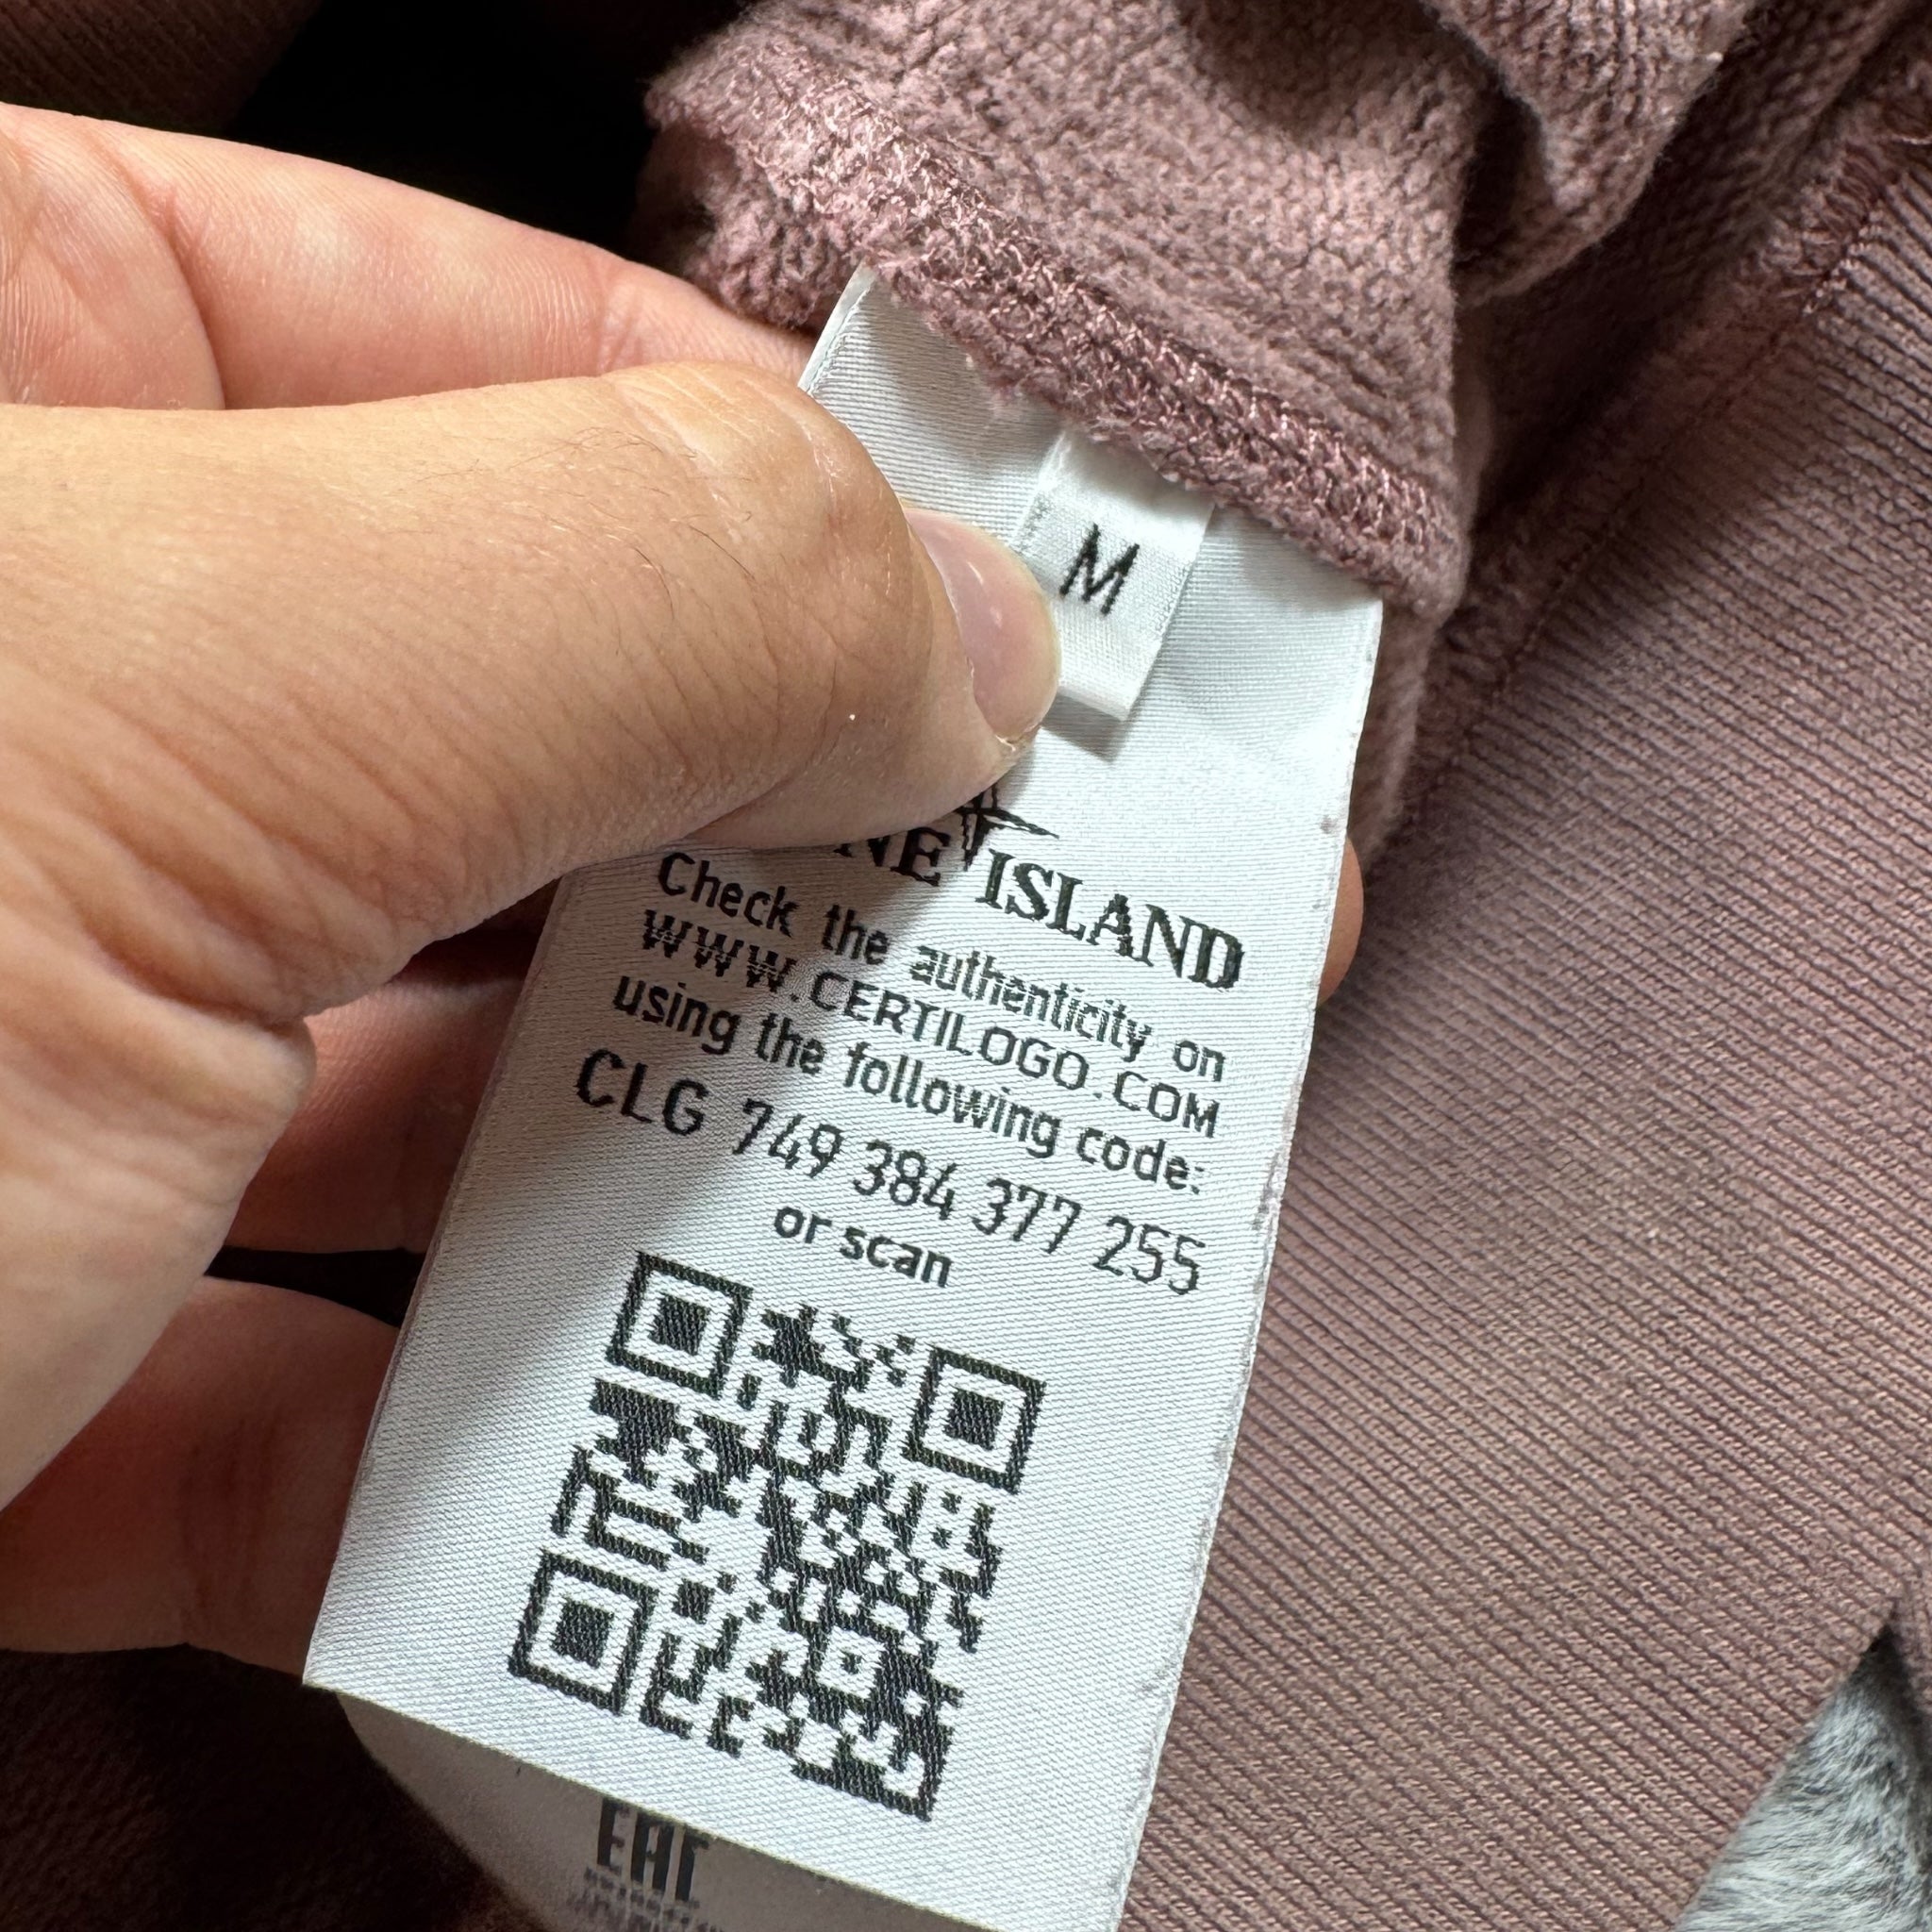 M
NE ISLAND
Check the authenticity on
WWW.CERTILOGO.COM
using the following code:
CLG 749 384 377 255
or scan
EAC